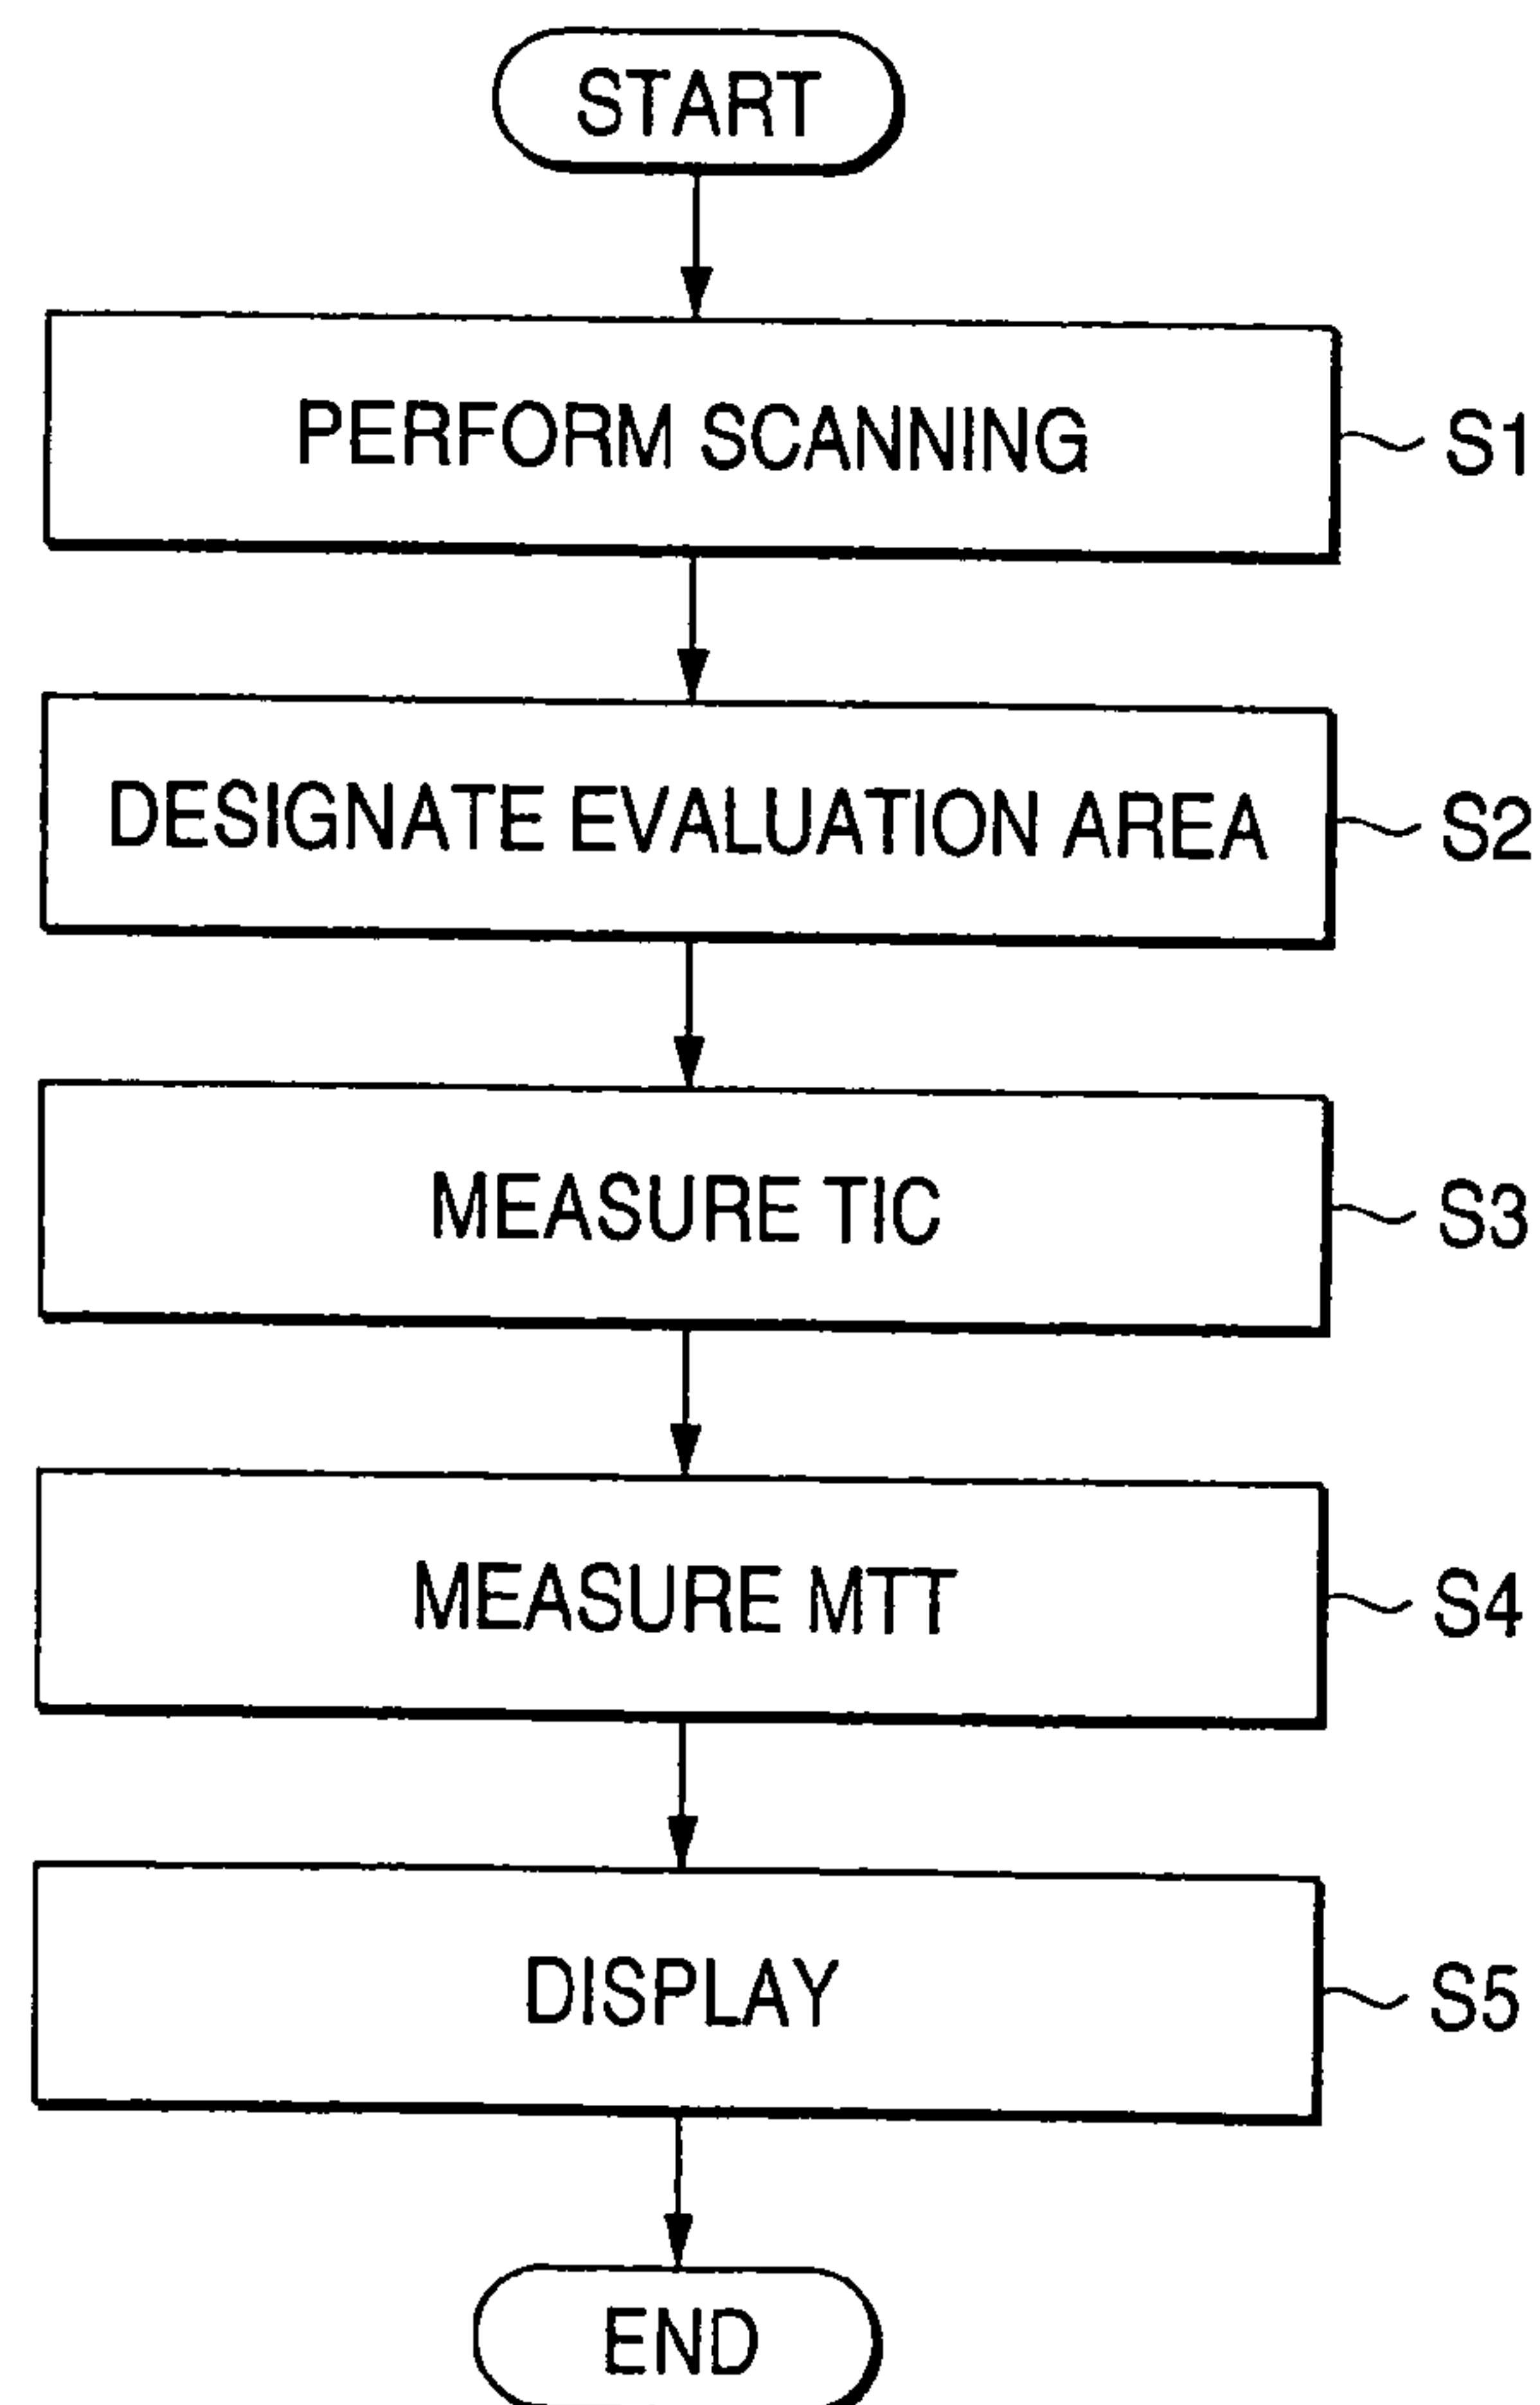 START
PERFORM SCANNING S1
DESIGNATE EVALUATION AREA S2
MEASURE TIC S3
MEASURE MTT S4
DISPLAY S5
END